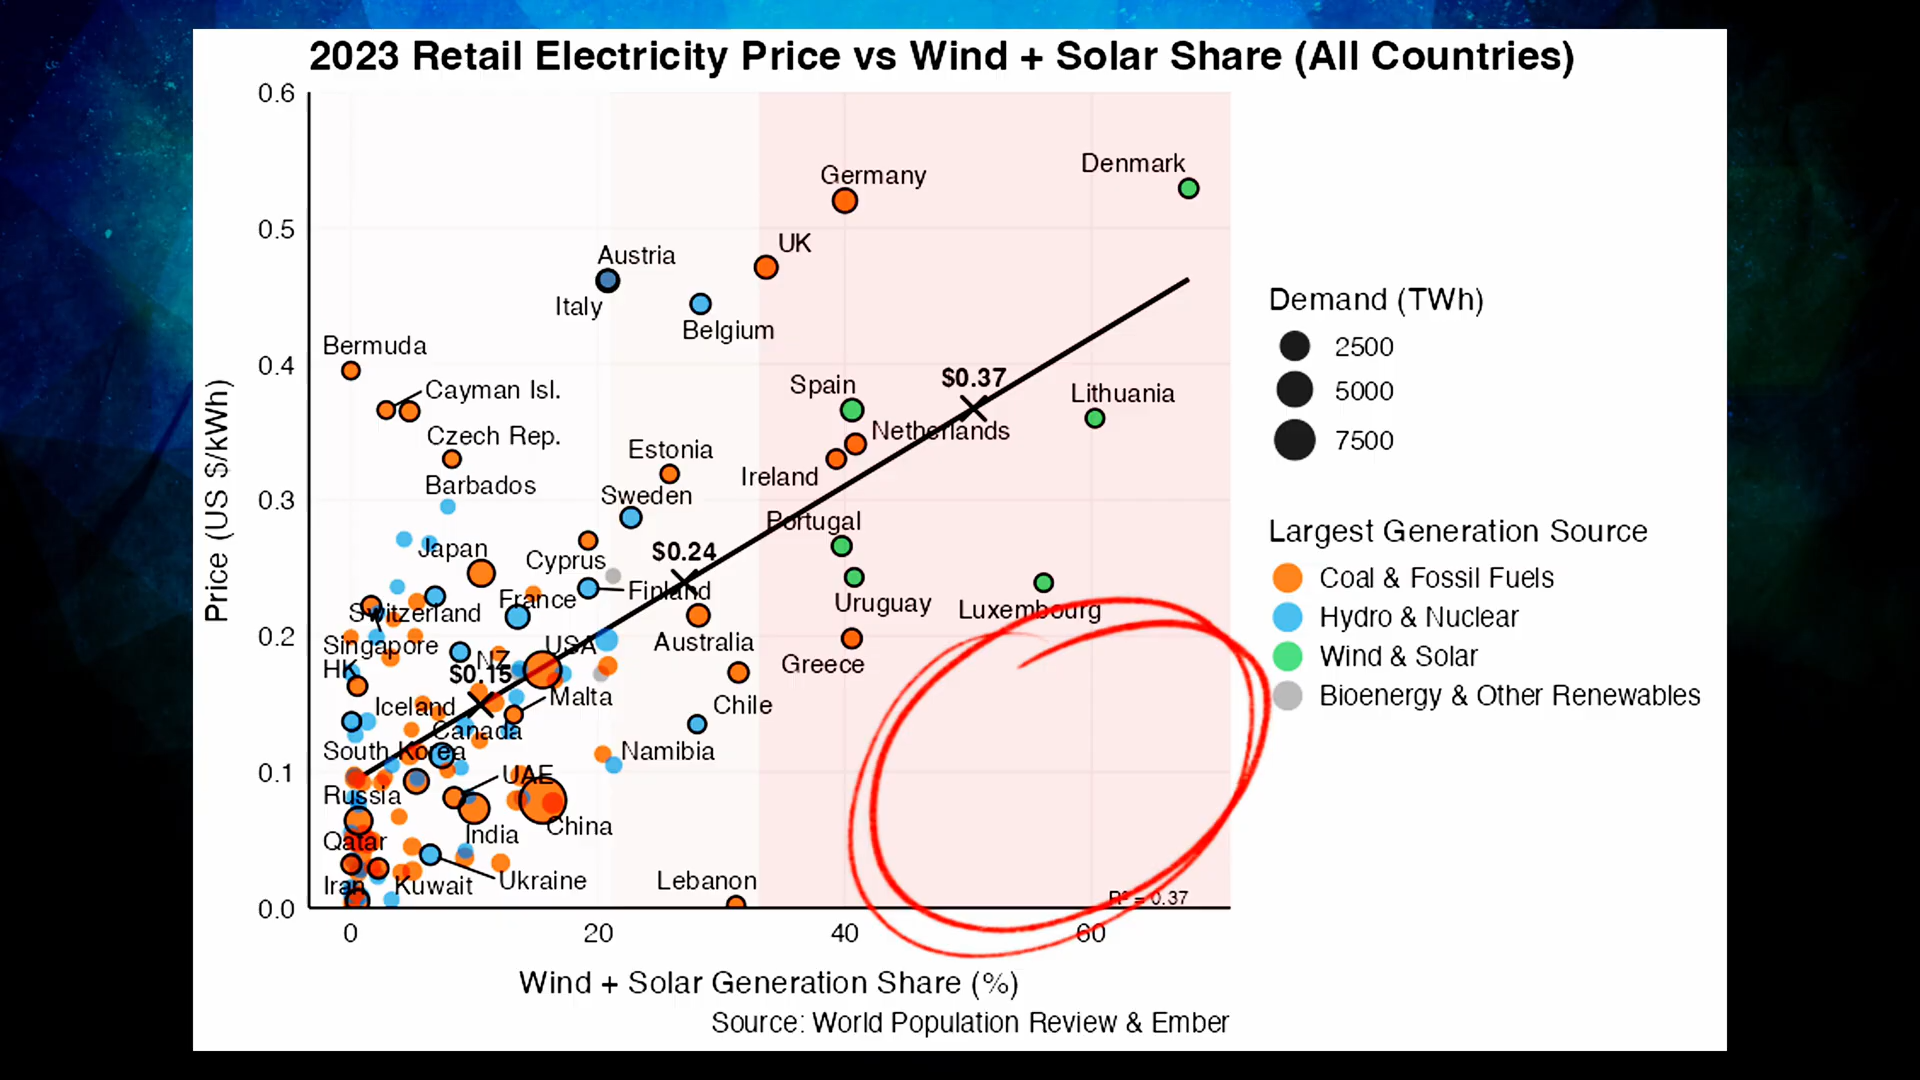 2023 Retail Electricity Price vs Wind + Solar Share (All Countries)
0.6
0.5
0.4
0.3
0.2
0.1
0.0
Price (US $/kWh)
Denmark
Germany
UK
Austria
Italy
Belgium
Bermuda
Cayman Isl.
Czech Rep.
Barbados
$0.37
Spain
Lithuania
Netherlands
Estonia
Ireland
Sweden
Portugal
Japan
Cyprus
$0.24
Finland
France
Switzerland
Uruguay
Luxembourg
Singapore
USA
Australia
Greece
HK
NZ
$0.15
Malta
Iceland
Chile
Canada
South Korea
Namibia
UAE
Russia
India
China
Qatar
Iran
Kuwait
Ukraine
Lebanon
R² = 0.37
0
20
40
60
Wind + Solar Generation Share (%)
Source: World Population Review & Ember
Demand (TWh)
2500
5000
7500
Largest Generation Source
Coal & Fossil Fuels
Hydro & Nuclear
Wind & Solar
Bioenergy & Other Renewables